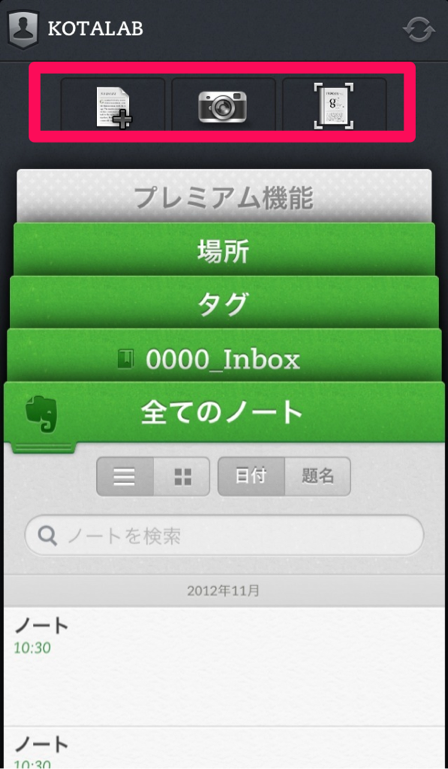 KOTALAB
プレミアム機能
場所
タグ
0000_Inbox
全てのノート
日付 題名
ノートを検索
2012年11月
ノート
10:30
ノート
10:30